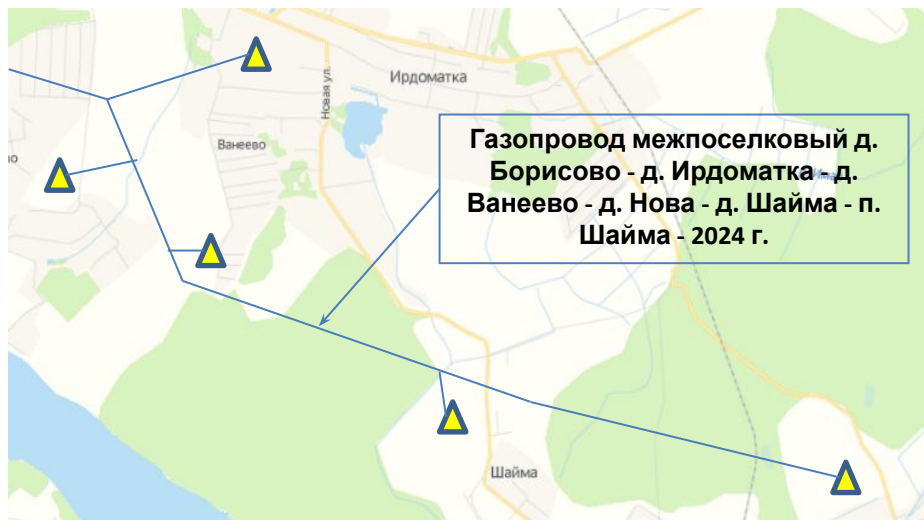 Ирдоматка
Новая ул.
Ванеево
Газопровод межпоселковый д.
Борисово - д. Ирдоматка - д.
Ванеево - д. Нова - д. Шайма - п.
Шайма - 2024 г.
Шайма